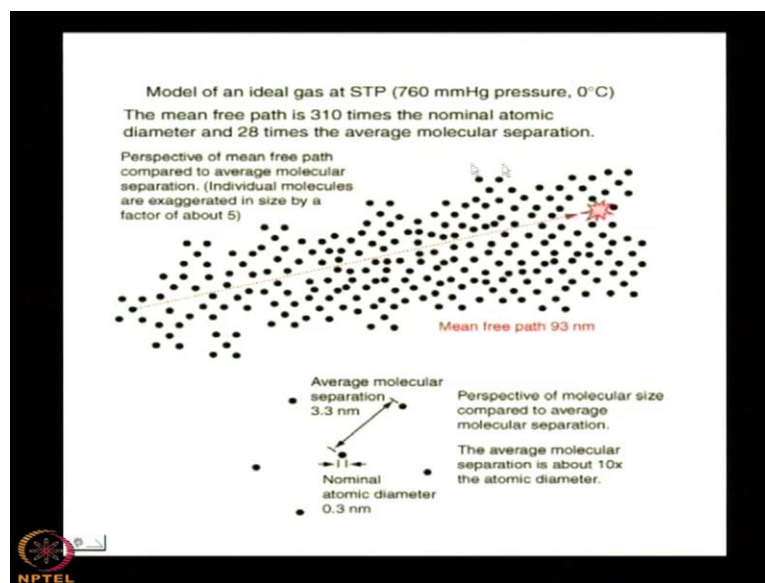 Model of an ideal gas at STP (760 mmHg pressure, 0°C)
The mean free path is 310 times the nominal atomic
diameter and 28 times the average molecular separation.
Perspective of mean free path
compared to average molecular
separation. (Individual molecules
are exaggerated in size by a
factor of about 5)
Mean free path 93 nm
Average molecular
separation
3.3 nm
Perspective of molecular size
compared to average
molecular separation.
The average molecular
separation is about 10x
the atomic diameter.
Nominal
atomic diameter
0.3 nm
NPTEL